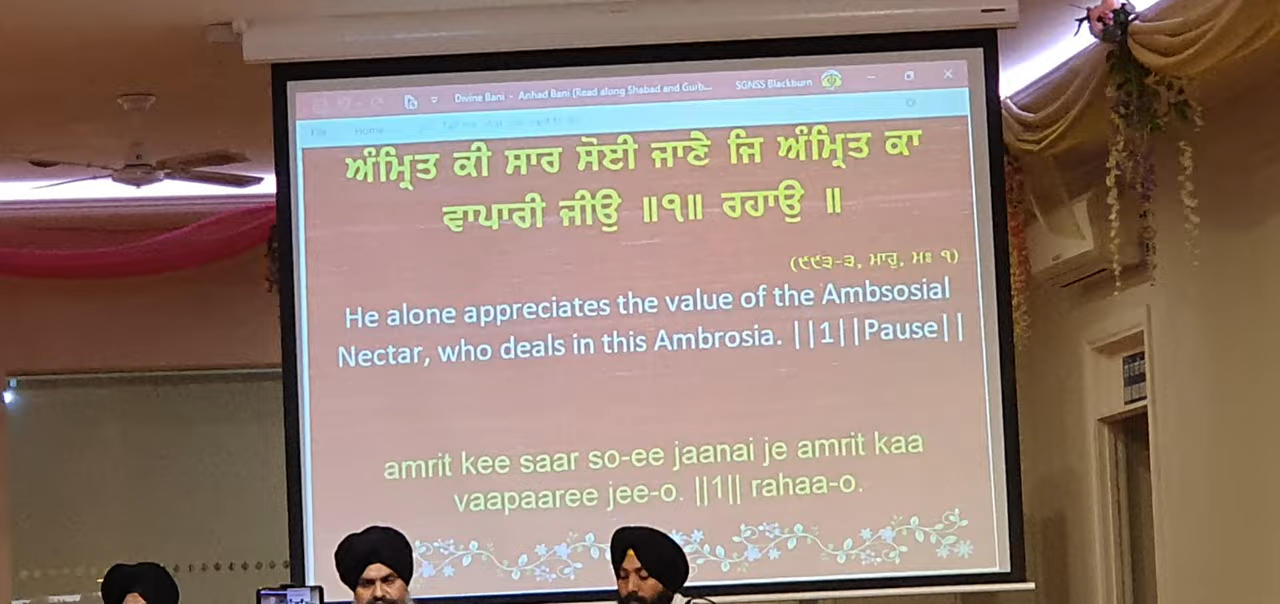 Divine Bani - Anhad Bani (Read along Shabad and Gurb... SGNSS Blackburn
File Home
ਅੰਮ੍ਰਿਤ ਕੀ ਸਾਰ ਸੋਈ ਜਾਣੈ ਜਿ ਅੰਮ੍ਰਿਤ ਕਾ
ਵਾਪਾਰੀ ਜੀਉ ॥੧॥ ਰਹਾਉ ॥
(੯੯੩-੩, ਮਾਰੂ, ਮਃ ੧)
He alone appreciates the value of the Ambsosial
Nectar, who deals in this Ambrosia. ||1||Pause||
amrit kee saar so-ee jaanai je amrit kaa
vaapaaree jee-o. ||1|| rahaa-o.